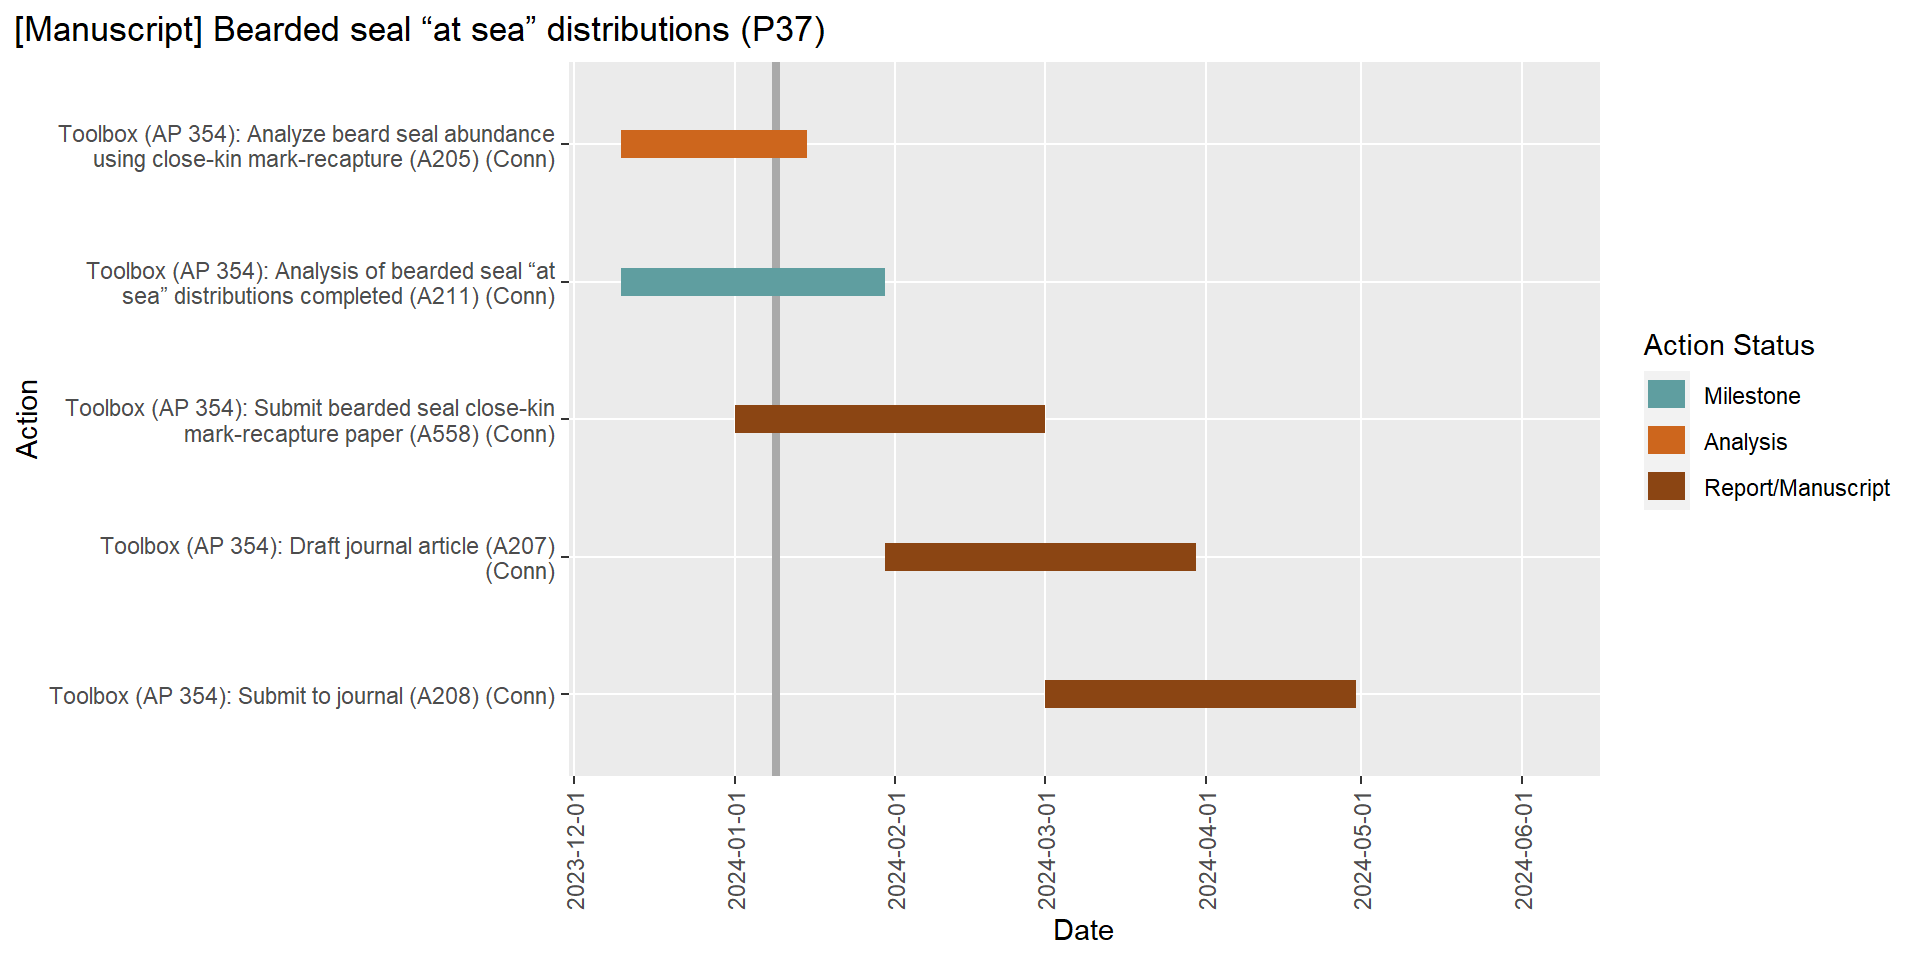 [Manuscript] Bearded seal “at sea” distributions (P37)
Toolbox (AP 354): Analyze beard seal abundance
using close-kin mark-recapture (A205) (Conn)
Toolbox (AP 354): Analysis of bearded seal “at
sea” distributions completed (A211) (Conn)
Toolbox (AP 354): Submit bearded seal close-kin
mark-recapture paper (A558) (Conn)
Toolbox (AP 354): Draft journal article (A207)
(Conn)
Toolbox (AP 354): Submit to journal (A208) (Conn)
Action
2023-12-01
2024-01-01
2024-02-01
2024-03-01
2024-04-01
2024-05-01
2024-06-01
Date
Action Status
Milestone
Analysis
Report/Manuscript